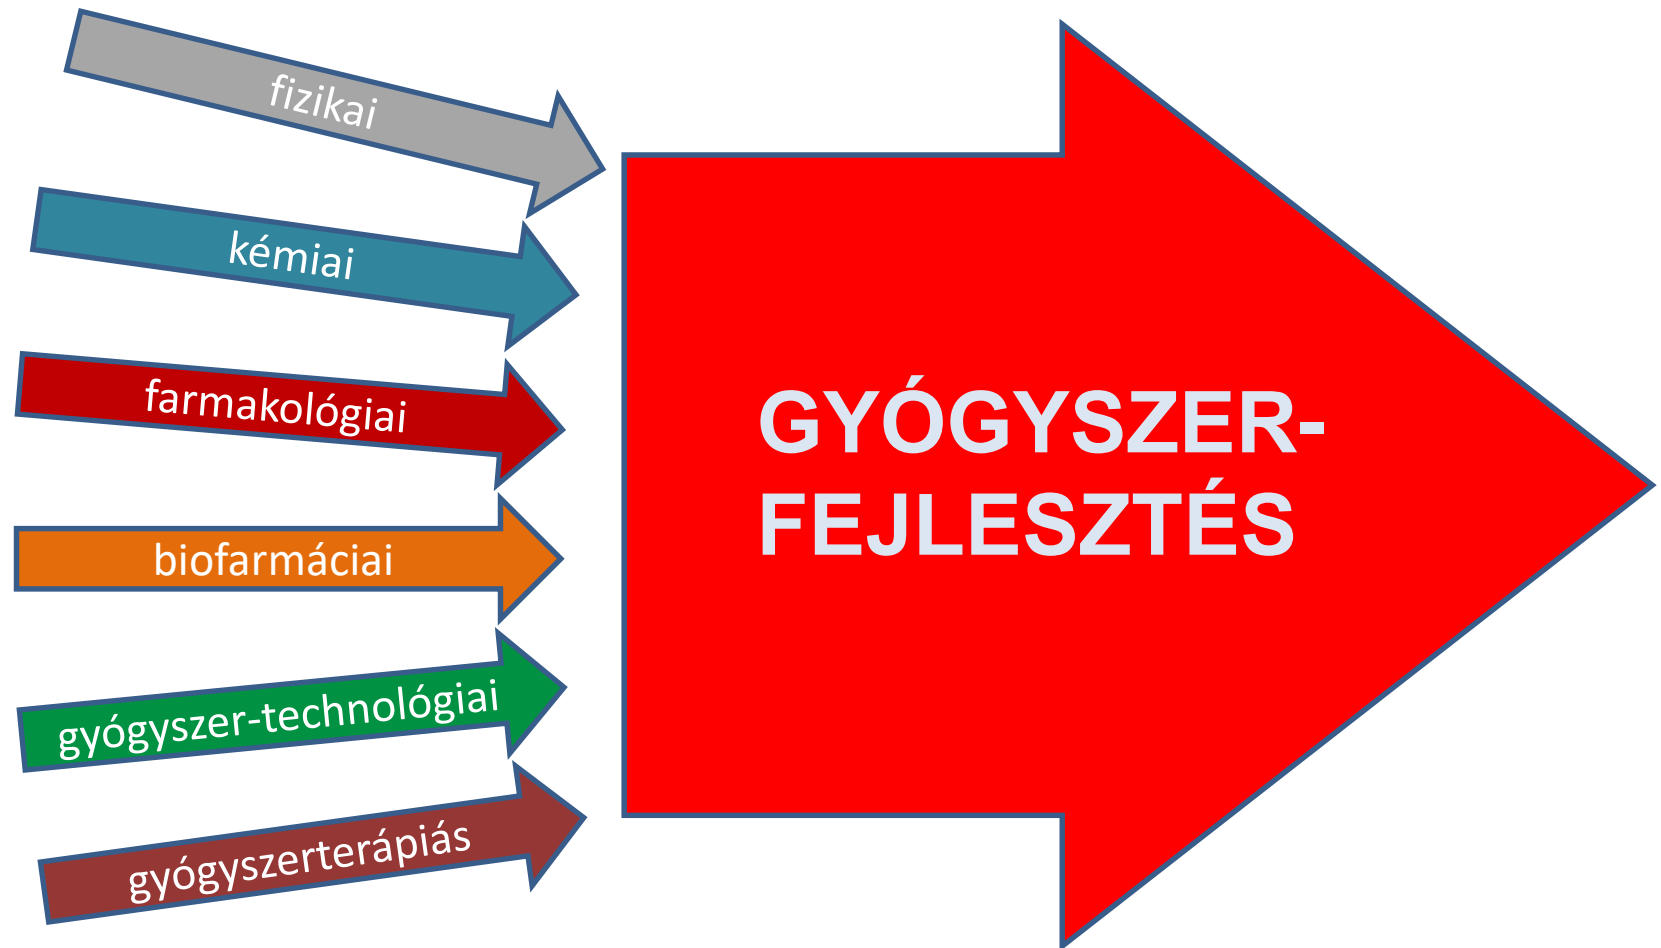 fizikai
kémiai
farmakológiai
biofarmáciai
gyógyszer-technológiai
gyógyszerterápiás
GYÓGYSZER-
FEJLESZTÉS